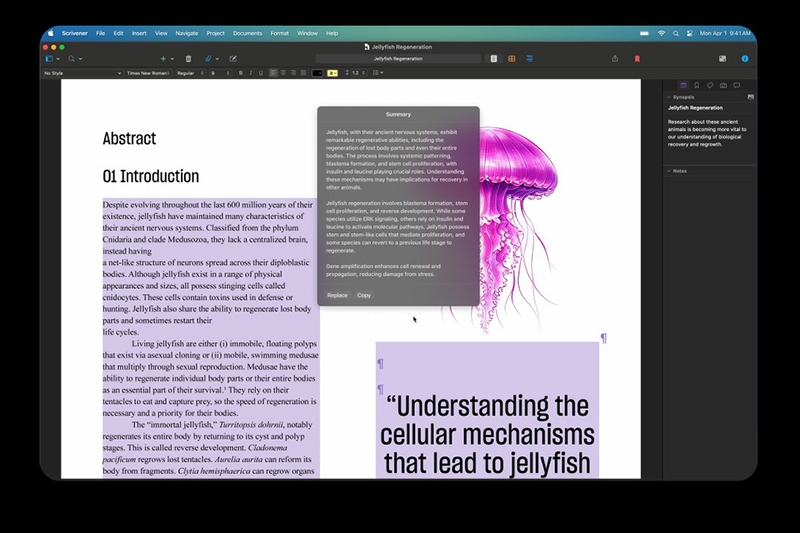 Scrivener File Edit Insert View Navigate Project Documents Format Window Help Mon Apr 1 9:41AM
Jellyfish Regeneration
Jellyfish Regeneration
No Style Times New Roman Regular 9 B I U a 1.2
Abstract
01 Introduction
Despite evolving throughout the last 600 million years of their
existence, jellyfish have maintained many characteristics of
their ancient nervous systems. Classified from the phylum
Cnidaria and clade Medusozoa, they lack a centralized brain,
instead having
a net-like structure of neurons spread across their diploblastic
bodies. Although jellyfish exist in a range of physical
appearances and sizes, all possess stinging cells called
cnidocytes. These cells contain toxins used in defense or
hunting. Jellyfish also share the ability to regenerate lost body
parts and sometimes restart their
life cycles.
Living jellyfish are either (i) immobile, floating polyps
that exist via asexual cloning or (ii) mobile, swimming medusae
that multiply through sexual reproduction. Medusae have the
ability to regenerate individual body parts or their entire bodies
as an essential part of their survival.¹ They rely on their
tentacles to eat and capture prey, so the speed of regeneration is
necessary and a priority for their bodies.
The “immortal jellyfish,” Turritopsis dohrnii, notably
regenerates its entire body by returning to its cyst and polyp
stages. This is called reverse development. Cladonema
pacificum regrows lost tentacles. Aurelia aurita can reform its
body from fragments. Clytia hemisphaerica can regrow organs
Summary
Jellyfish, with their ancient nervous systems, exhibit
remarkable regenerative abilities, including the
regeneration of lost body parts and even their entire
bodies. The process involves systemic patterning,
blastema formation, and stem cell proliferation, with
insulin and leucine playing crucial roles. Understanding
these mechanisms may have implications for recovery in
other animals.
Jellyfish regeneration involves blastema formation, stem
cell proliferation, and reverse development. While some
species utilize ERK signaling, others rely on insulin and
leucine to activate molecular pathways. Jellyfish possess
stem and stem-like cells that mediate proliferation, and
some species can revert to a previous life stage to
regenerate.
Gene amplification enhances cell renewal and
propagation, reducing damage from stress.
Replace Copy
¶
¶
¶
“Understanding the
cellular mechanisms
that lead to jellyfish
Synopsis
Jellyfish Regeneration
Research about these ancient
animals is becoming more vital to
our understanding of biological
recovery and regrowth.
Notes